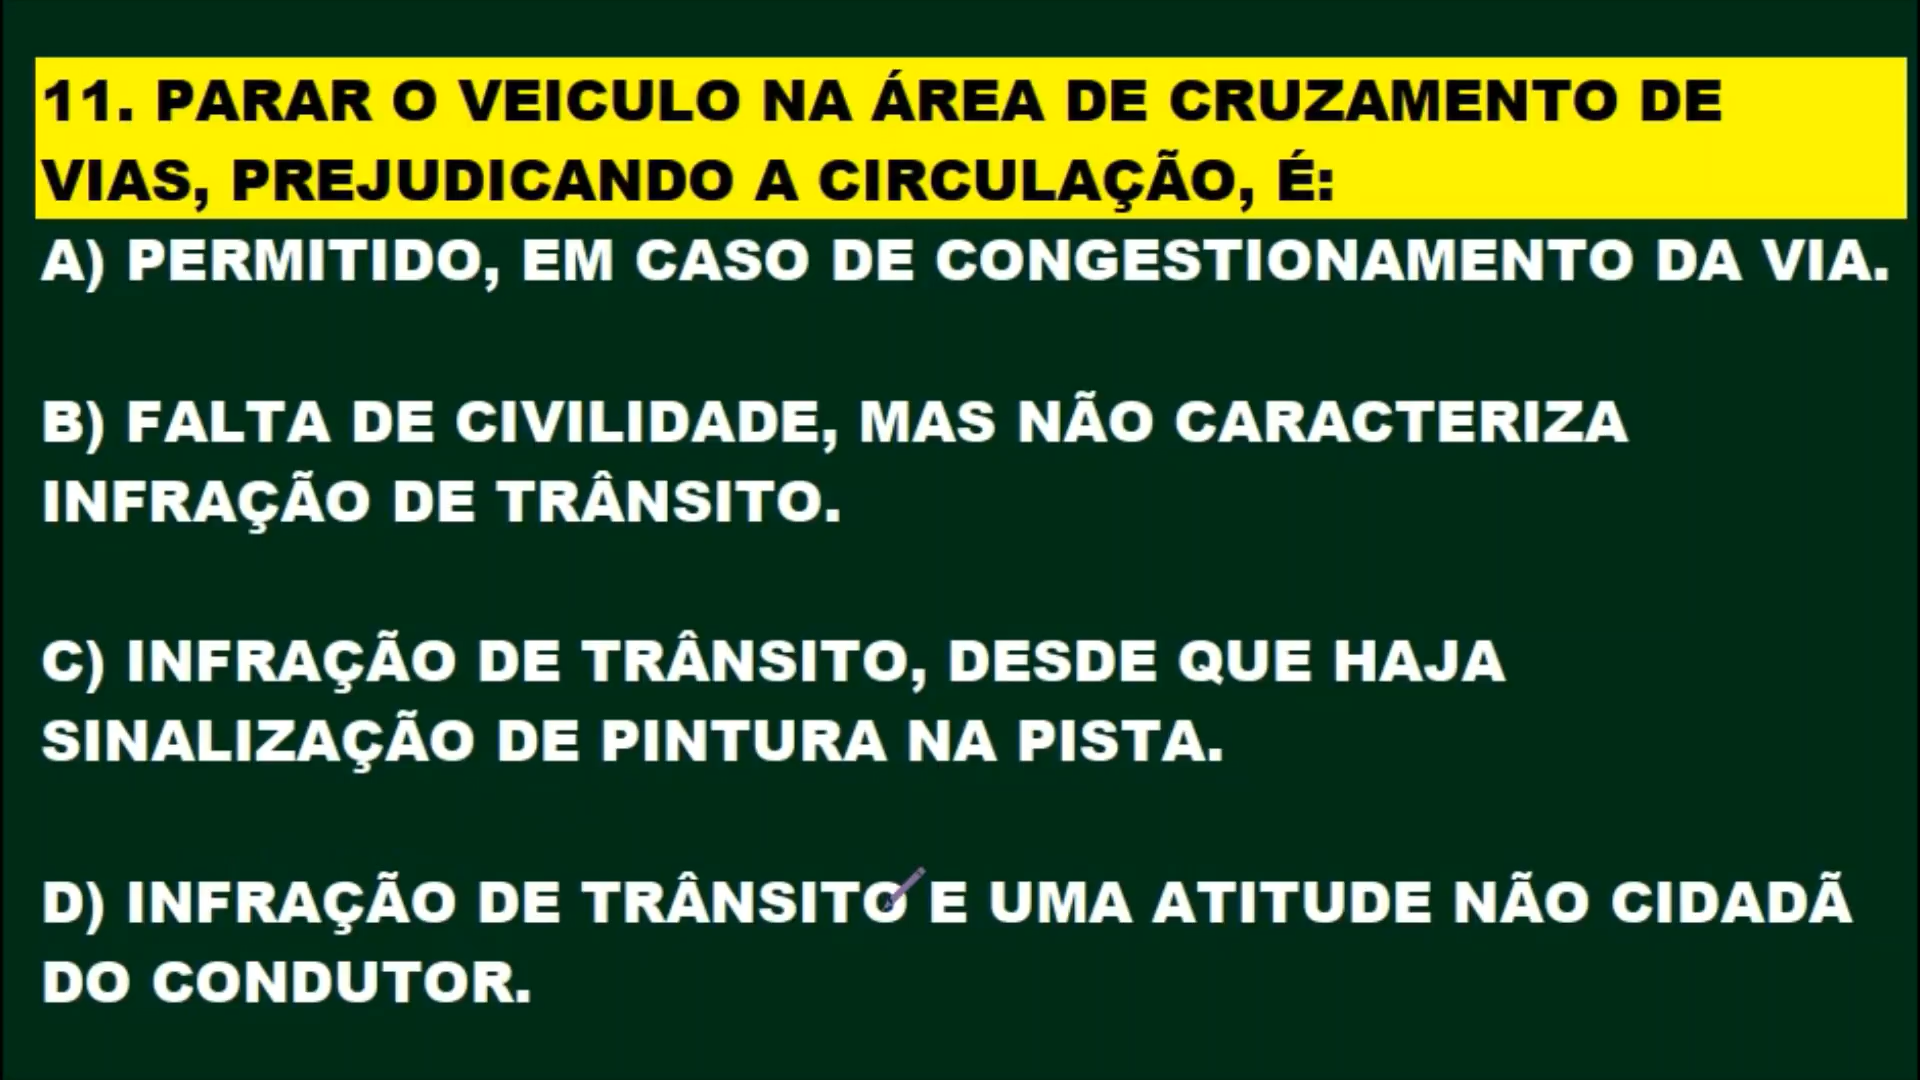 11. PARAR O VEICULO NA ÁREA DE CRUZAMENTO DE
VIAS, PREJUDICANDO A CIRCULAÇÃO, É:
A) PERMITIDO, EM CASO DE CONGESTIONAMENTO DA VIA.
B) FALTA DE CIVILIDADE, MAS NÃO CARACTERIZA
INFRAÇÃO DE TRÂNSITO.
C) INFRAÇÃO DE TRÂNSITO, DESDE QUE HAJA
SINALIZAÇÃO DE PINTURA NA PISTA.
D) INFRAÇÃO DE TRÂNSITO E UMA ATITUDE NÃO CIDADÃ
DO CONDUTOR.